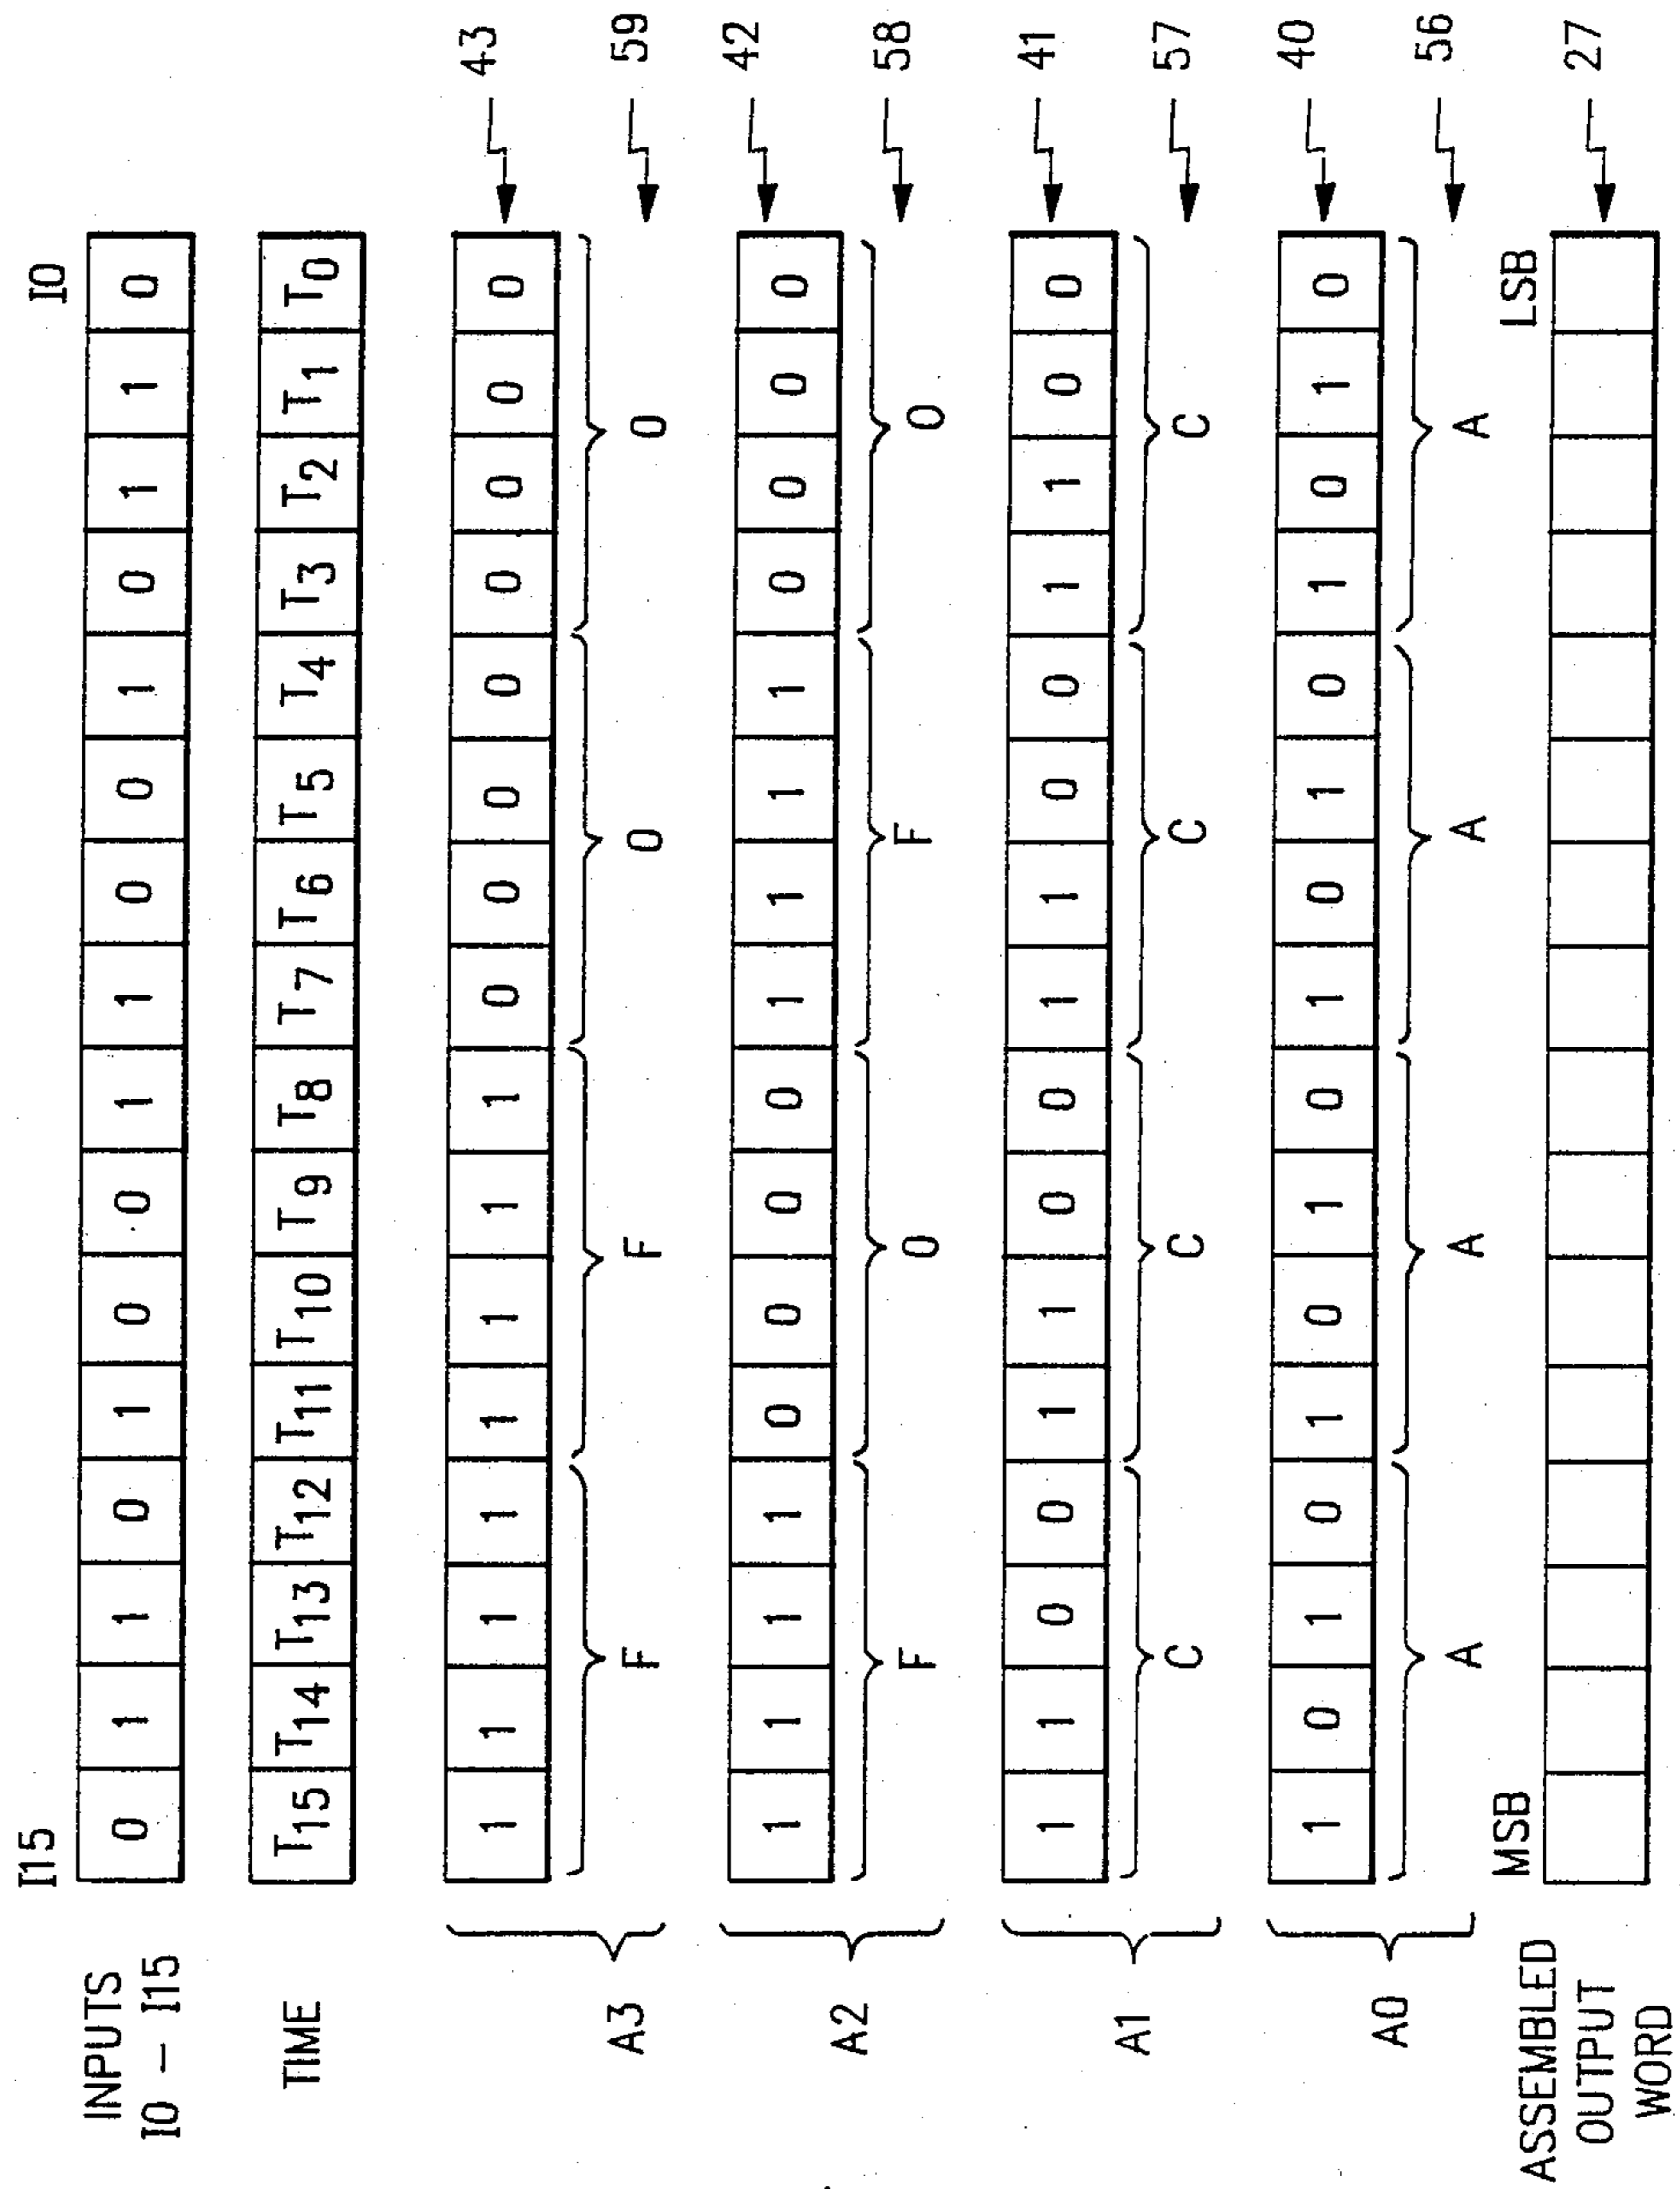 I15 I0
INPUTS
I0 – I15
0 1 1 0 1 0 0 1 1 0 0 1 0 1 1 0
TIME
T15 T14 T13 T12 T11 T10 T9 T8 T7 T6 T5 T4 T3 T2 T1 T0
1 1 1 1 1 1 1 1 0 0 0 0 0 0 0 0 43
A3
F F 0 0 59
1 1 1 1 0 0 0 0 1 1 1 1 0 0 0 0 42
A2
F 0 F 0 58
1 1 0 0 1 1 0 0 1 1 0 0 1 1 0 0 41
A1
C C C C 57
1 0 1 0 1 0 1 0 1 0 1 0 1 0 1 0 40
A0
A A A A 56
MSB LSB
ASSEMBLED
OUTPUT
WORD
27